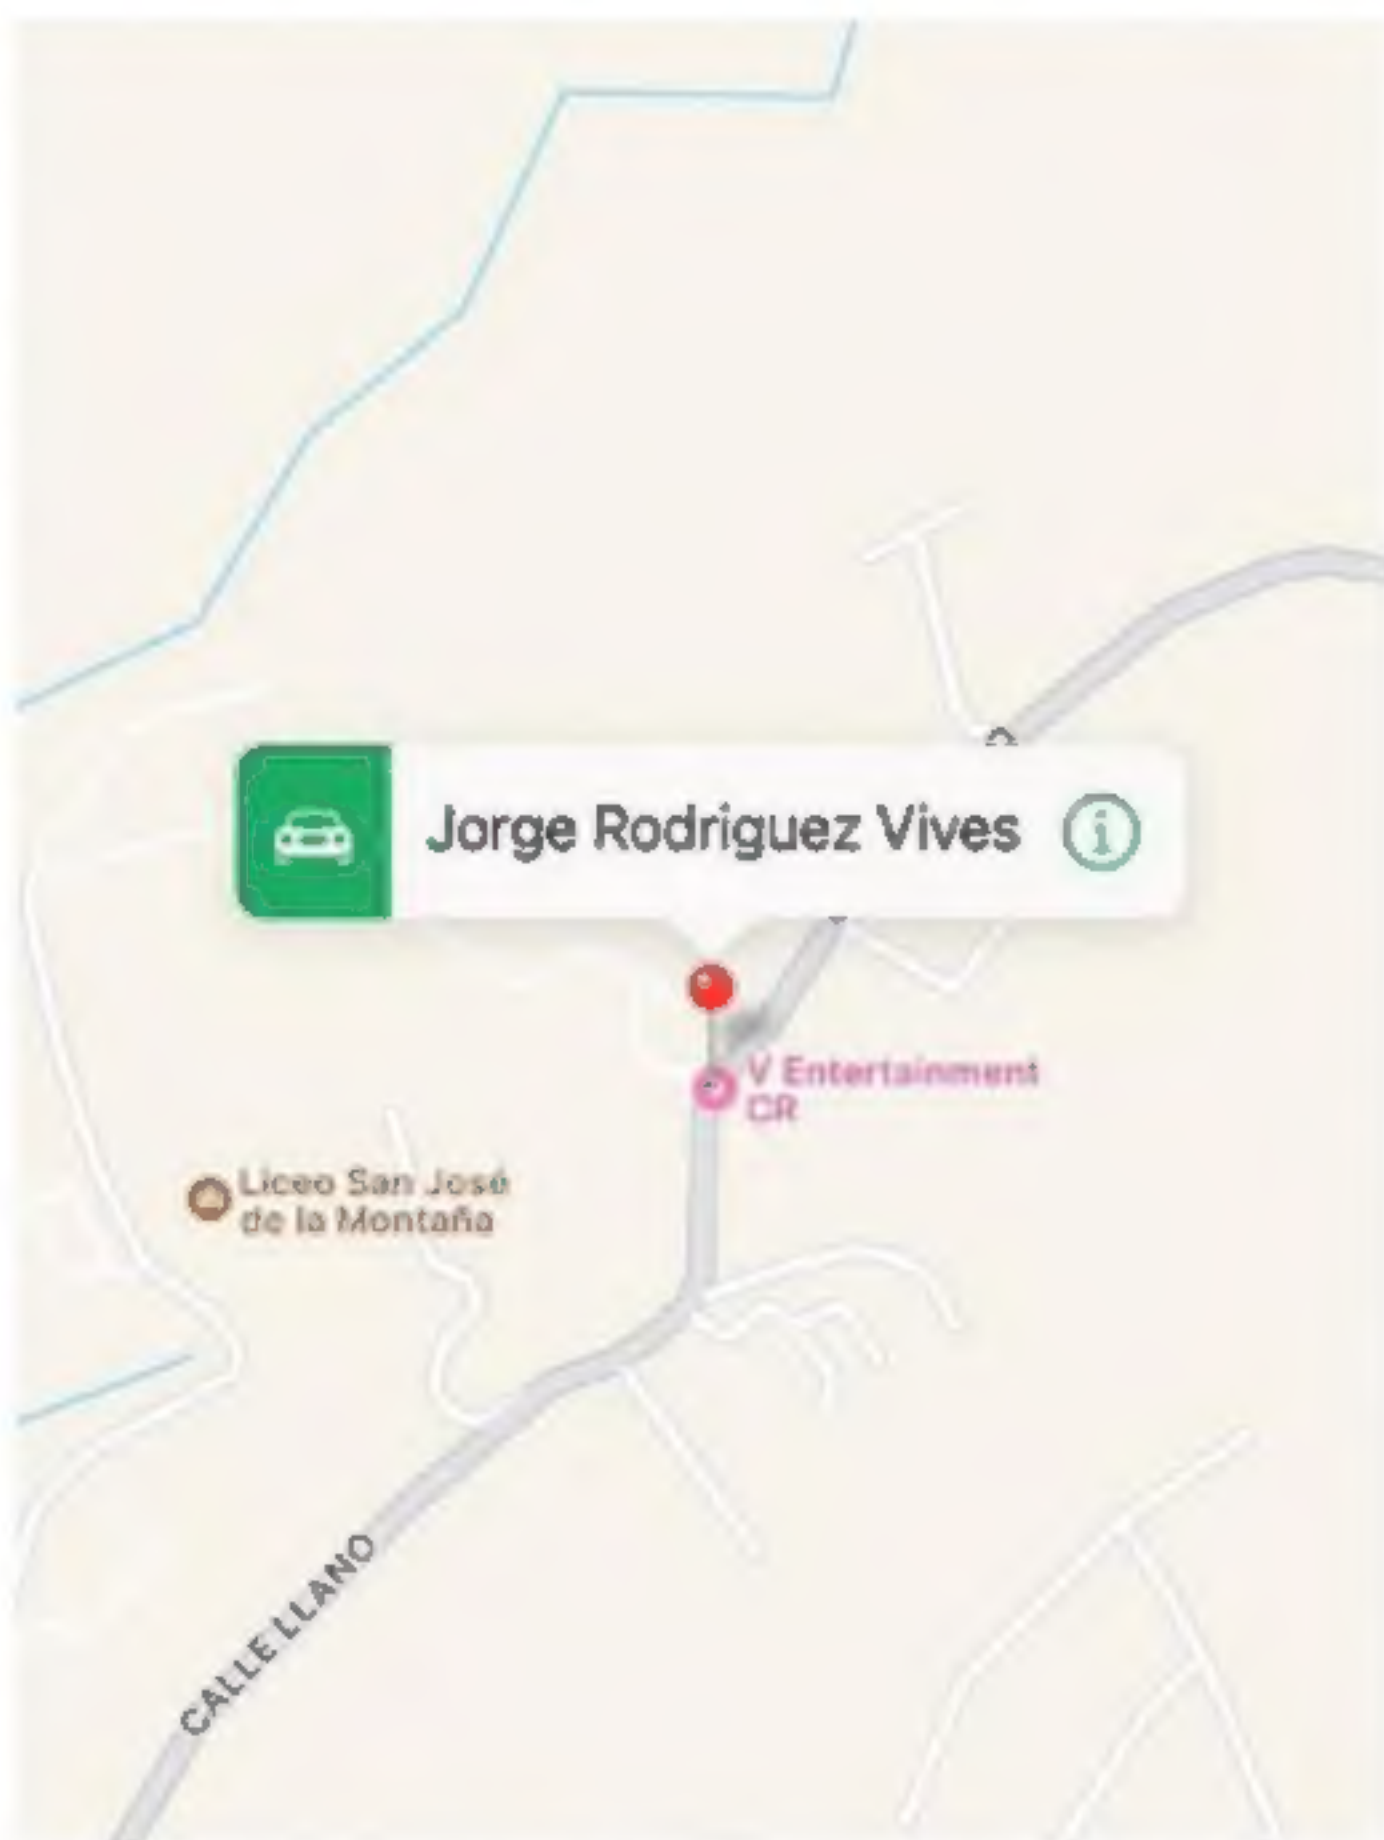 Jorge Rodriguez Vives
V Entertainment
CR
Liceo San José
de la Montaña
CALLE LLANO